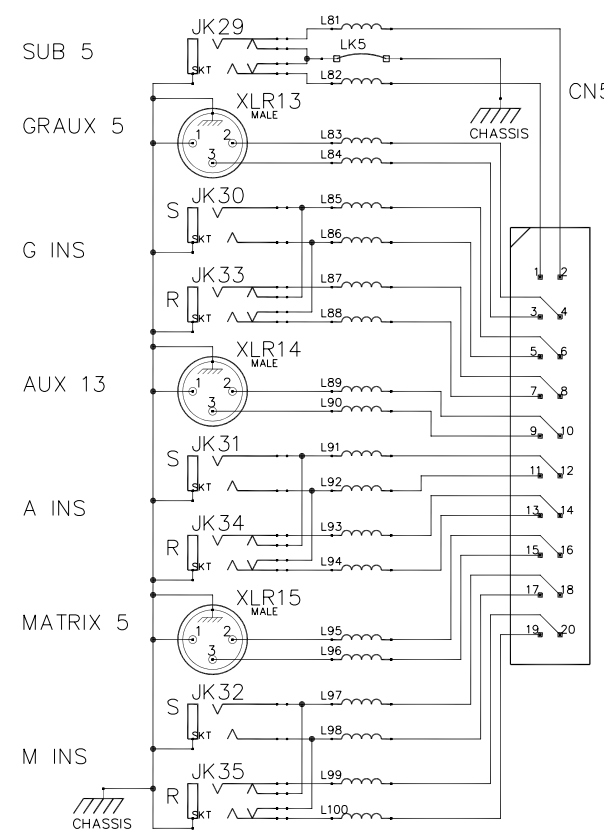 L81
JK29
LK5
SUB 5
SKT
L82
CN5
XLR13
MALE
CHASSIS
GRAUX 5
1 2
3
L83
L84
JK30
S
L85
SKT
L86
G INS
1 2
JK33
L87
R
SKT
L88
3 4
5 6
XLR14
MALE
AUX 13
1 2
3
L89
L90
7 8
9 10
JK31
S
L91
SKT
L92
11 12
A INS
JK34
L93
13 14
R
SKT
L94
15 16
XLR15
MALE
17 18
MATRIX 5
1 2
3
L95
L96
19 20
JK32
S
L97
SKT
L98
M INS
JK35
L99
R
SKT
L100
CHASSIS